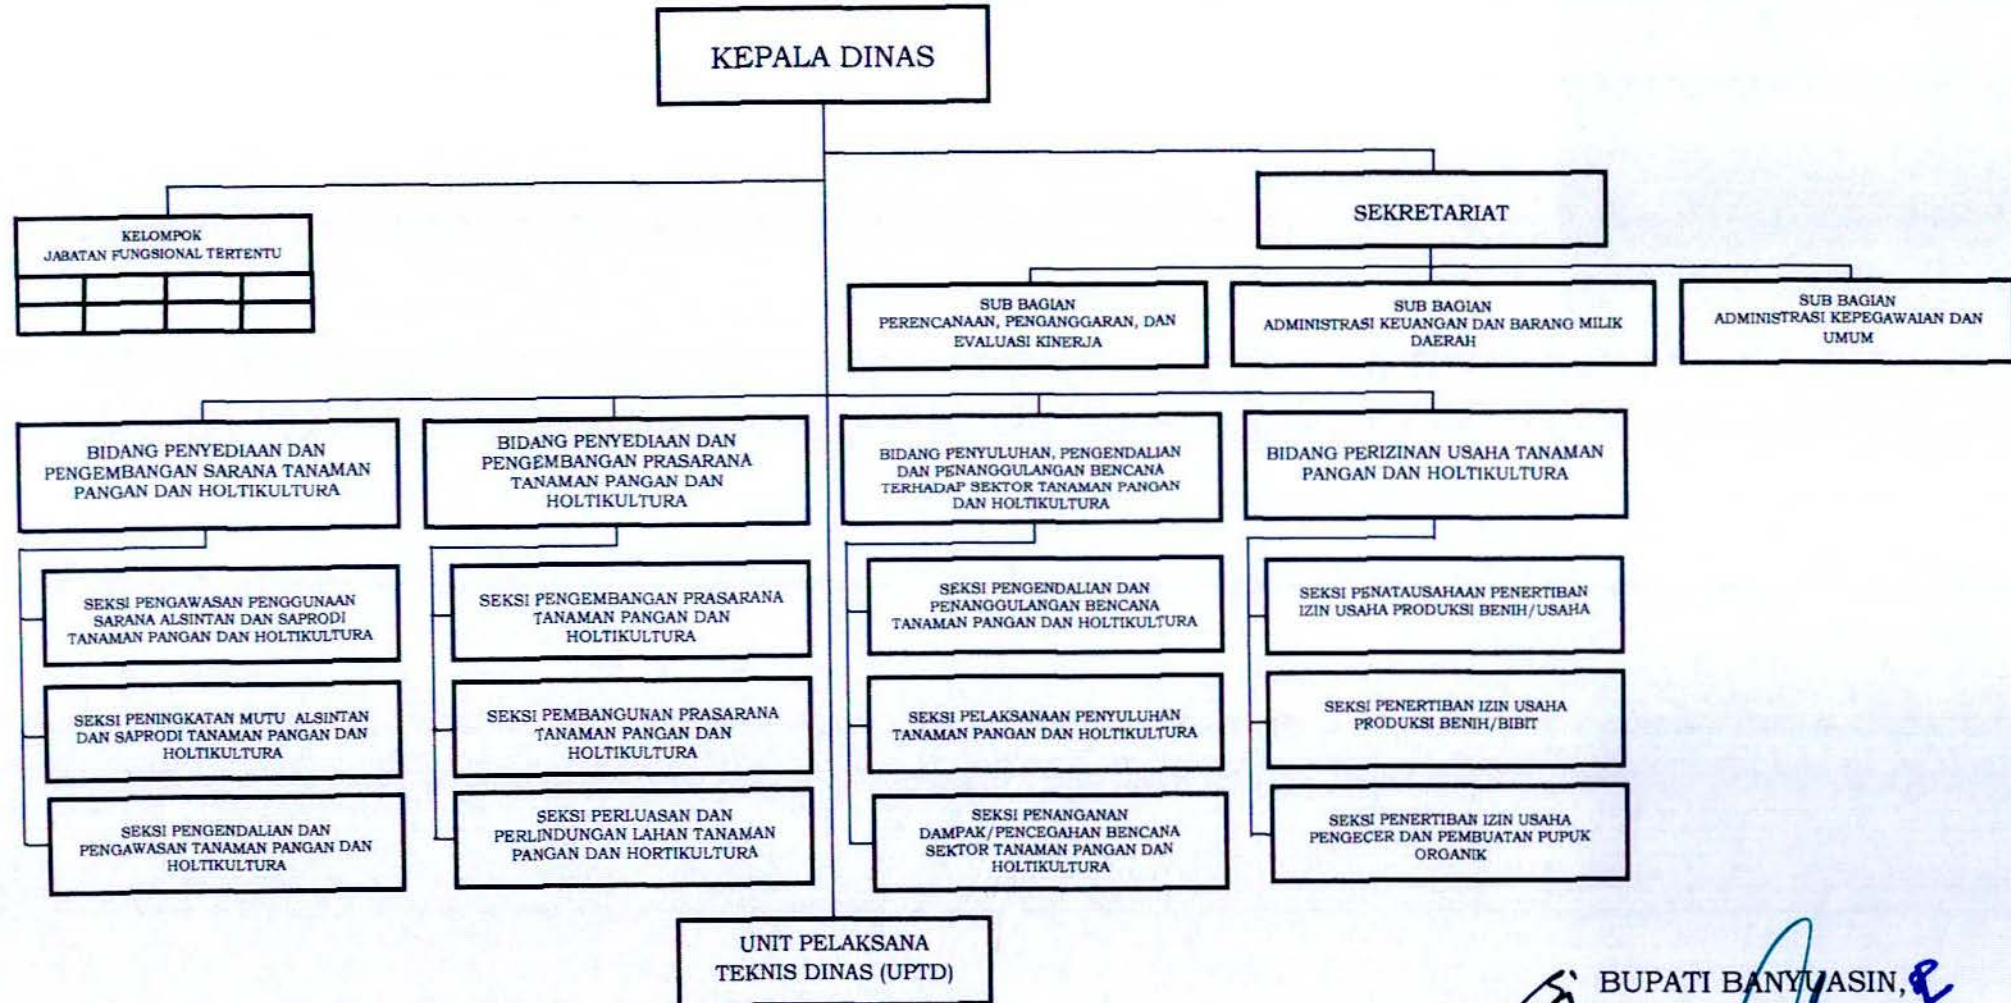 KEPALA DINAS
SEKRETARIAT
KELOMPOK
JABATAN FUNGSIONAL TERTENTU
SUB BAGIAN
PERENCANAAN, PENGANGGARAN, DAN
EVALUASI KINERJA
SUB BAGIAN
ADMINISTRASI KEUANGAN DAN BARANG MILIK
DAERAH
SUB BAGIAN
ADMINISTRASI KEPEGAWAIAN DAN
UMUM
BIDANG PENYEDIAAN DAN
PENGEMBANGAN SARANA TANAMAN
PANGAN DAN HOLTIKULTURA
BIDANG PENYEDIAAN DAN
PENGEMBANGAN PRASARANA
TANAMAN PANGAN DAN
HOLTIKULTURA
BIDANG PENYULUHAN, PENGENDALIAN
DAN PENANGGULANGAN BENCANA
TERHADAP SEKTOR TANAMAN PANGAN
DAN HOLTIKULTURA
BIDANG PERIZINAN USAHA TANAMAN
PANGAN DAN HOLTIKULTURA
SEKSI PENGAWASAN PENGGUNAAN
SARANA ALSINTAN DAN SAPRODI
TANAMAN PANGAN DAN HOLTIKULTURA
SEKSI PENGEMBANGAN PRASARANA
TANAMAN PANGAN DAN
HOLTIKULTURA
SEKSI PENGENDALIAN DAN
PENANGGULANGAN BENCANA
TANAMAN PANGAN DAN HOLTIKULTURA
SEKSI PENATAUSAHAAN PENERTIBAN
IZIN USAHA PRODUKSI BENIH/USAHA
SEKSI PENINGKATAN MUTU ALSINTAN
DAN SAPRODI TANAMAN PANGAN DAN
HOLTIKULTURA
SEKSI PEMBANGUNAN PRASARANA
TANAMAN PANGAN DAN
HOLTIKULTURA
SEKSI PELAKSANAAN PENYULUHAN
TANAMAN PANGAN DAN HOLTIKULTURA
SEKSI PENERTIBAN IZIN USAHA
PRODUKSI BENIH/BIBIT
SEKSI PENGENDALIAN DAN
PENGAWASAN TANAMAN PANGAN DAN
HOLTIKULTURA
SEKSI PERLUASAN DAN
PERLINDUNGAN LAHAN TANAMAN
PANGAN DAN HORTIKULTURA
SEKSI PENANGANAN
DAMPAK/PENCEGAHAN BENCANA
SEKTOR TANAMAN PANGAN DAN
HOLTIKULTURA
SEKSI PENERTIBAN IZIN USAHA
PENGECER DAN PEMBUATAN PUPUK
ORGANIK
UNIT PELAKSANA
TEKNIS DINAS (UPTD)
BUPATI BANYUASIN,